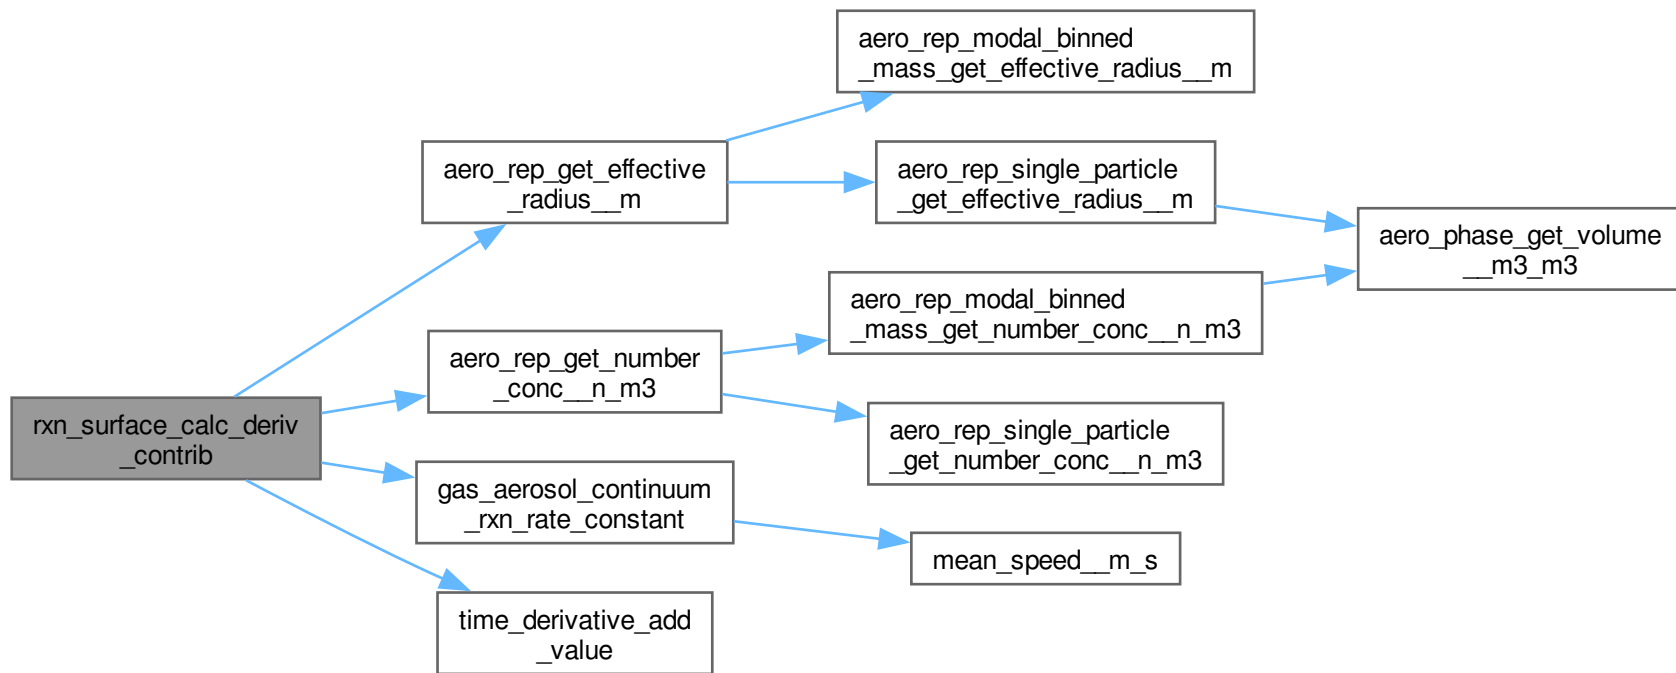 aero_rep_modal_binned
_mass_get_effective_radius__m
aero_rep_get_effective
_radius__m
aero_rep_single_particle
_get_effective_radius__m
aero_phase_get_volume
__m3_m3
aero_rep_modal_binned
_mass_get_number_conc__n_m3
aero_rep_get_number
_conc__n_m3
rxn_surface_calc_deriv
_contrib
aero_rep_single_particle
_get_number_conc__n_m3
gas_aerosol_continuum
_rxn_rate_constant
mean_speed__m_s
time_derivative_add
_value